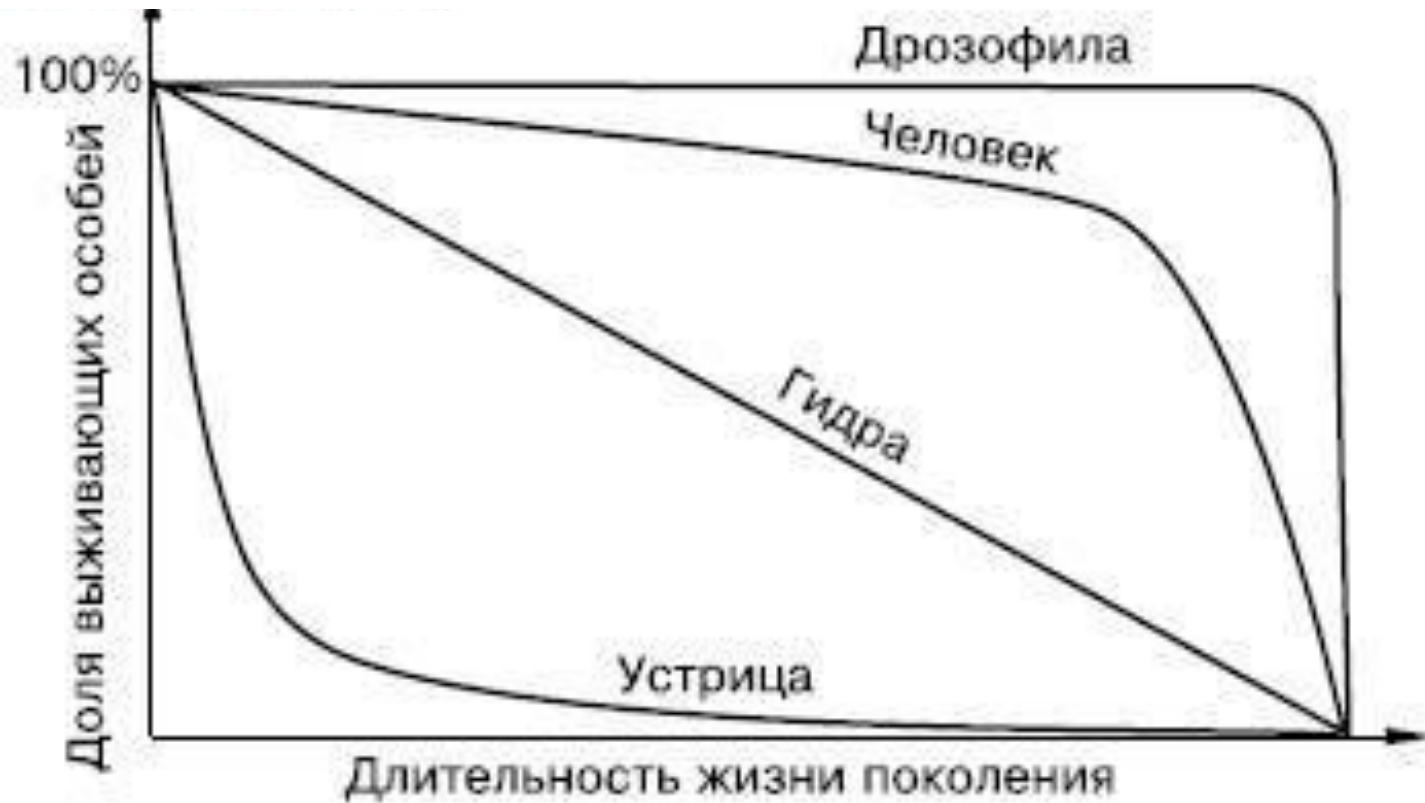 Дрозофила
100%
Человек
Гидра
Устрица
Доля выживающих особей
Длительность жизни поколения